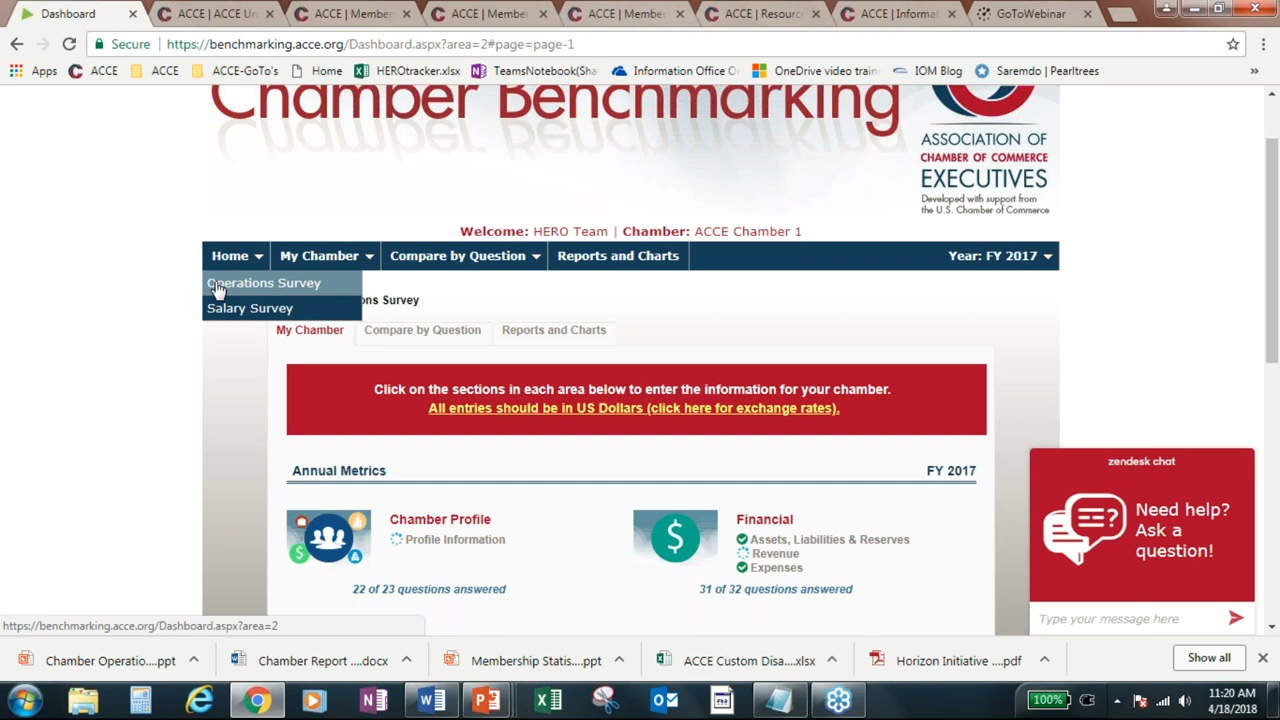 Dashboard
ACCE | ACCE Un
ACCE | Membe
ACCE | Membe
ACCE | Membe
ACCE | Resourc
ACCE | Informat
GoToWebinar
Secure
https://benchmarking.acce.org/Dashboard.aspx?area=2#page=page-1
Apps
ACCE
ACCE
ACCE-GoTo's
Home
HEROtracker.xlsx
TeamsNotebook(Sha
Information Office O
OneDrive video train
IOM Blog
Saremdo | Pearltrees
»
Chamber Benchmarking
ASSOCIATION OF
CHAMBER OF COMMERCE
EXECUTIVES
Developed with support from
the U.S. Chamber of Commerce
Welcome: HERO Team | Chamber: ACCE Chamber 1
Home
My Chamber
Compare by Question
Reports and Charts
Year: FY 2017
Operations Survey
Salary Survey
ons Survey
My Chamber
Compare by Question
Reports and Charts
Click on the sections in each area below to enter the information for your chamber.
All entries should be in US Dollars (click here for exchange rates).
Annual Metrics
FY 2017
Chamber Profile
Profile Information
22 of 23 questions answered
$
$
Financial
Assets, Liabilities & Reserves
Revenue
Expenses
31 of 32 questions answered
zendesk chat
Need help?
Ask a
question!
Type your message here
https://benchmarking.acce.org/Dashboard.aspx?area=2
Chamber Operatio....ppt
Chamber Report ....docx
Membership Statis....ppt
ACCE Custom Disa....xlsx
Horizon Initiative ....pdf
Show all
100%
11:20 AM
4/18/2018